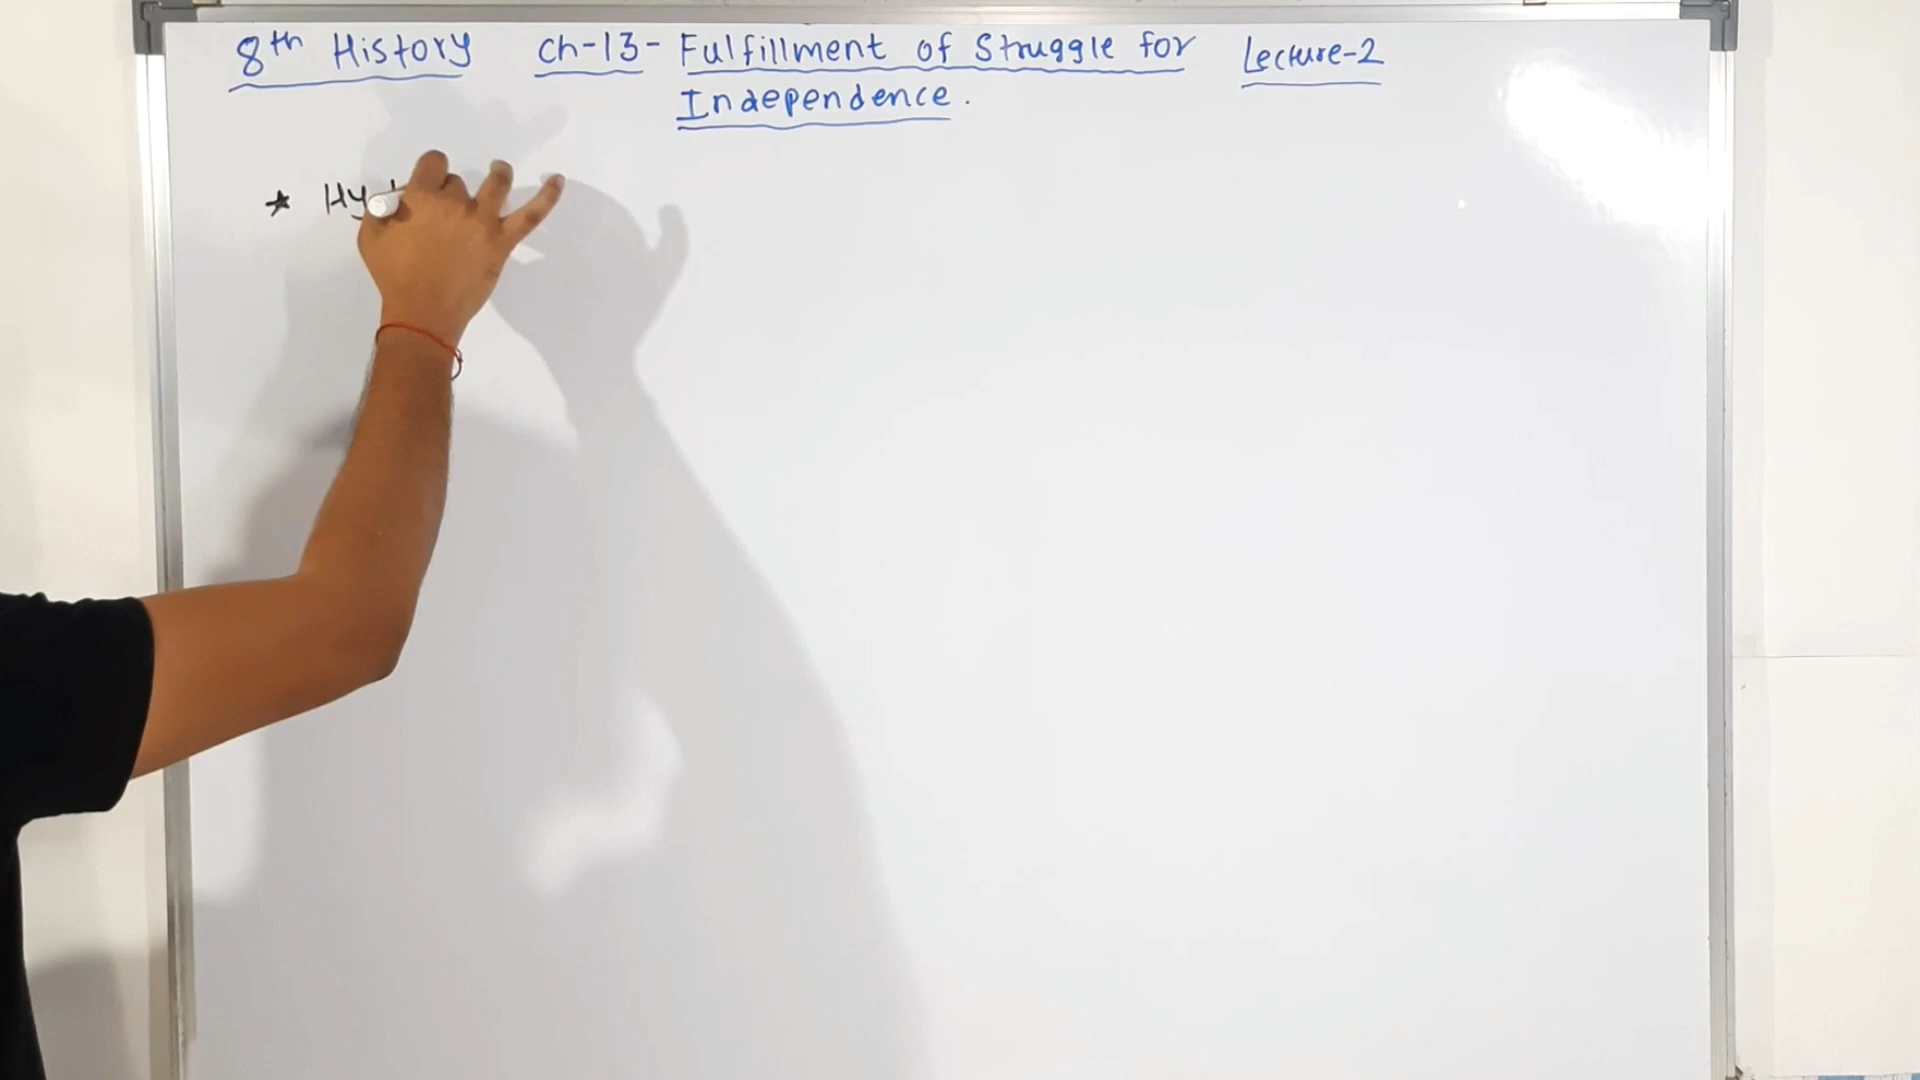 8th History Ch-13- Fulfillment of Struggle for Lecture-2
Independence.
★ Hy